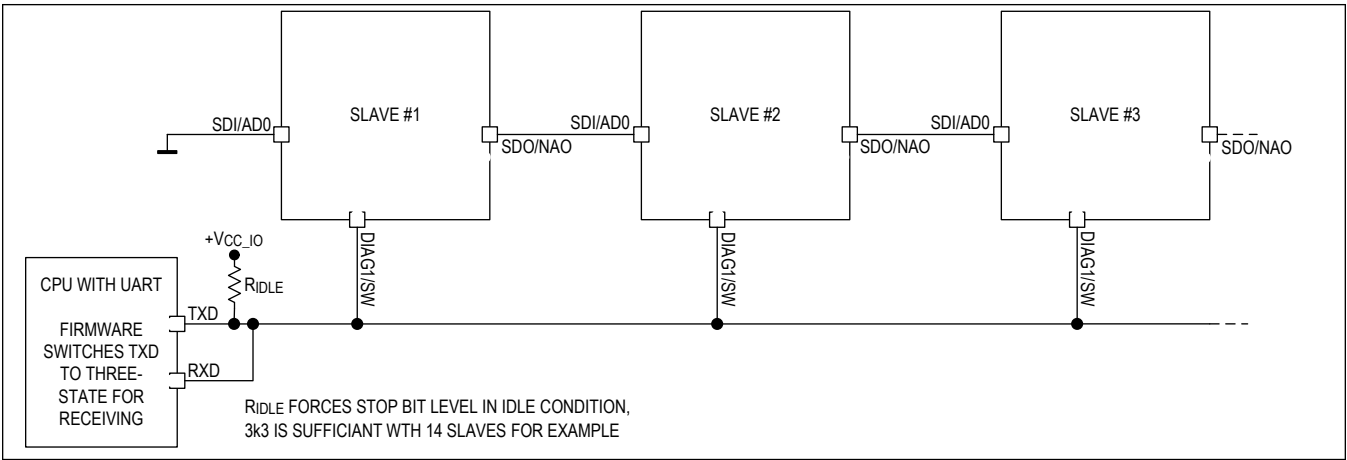 SLAVE #1
SLAVE #2
SLAVE #3
SDI/AD0
SDO/NAO
SDI/AD0
SDO/NAO
SDI/AD0
SDO/NAO
DIAG1/SW
DIAG1/SW
DIAG1/SW
+VCC_IO
RIDLE
CPU WITH UART
TXD
FIRMWARE
SWITCHES TXD
TO THREE-
STATE FOR
RECEIVING
RXD
RIDLE FORCES STOP BIT LEVEL IN IDLE CONDITION,
3k3 IS SUFFICIANT WTH 14 SLAVES FOR EXAMPLE